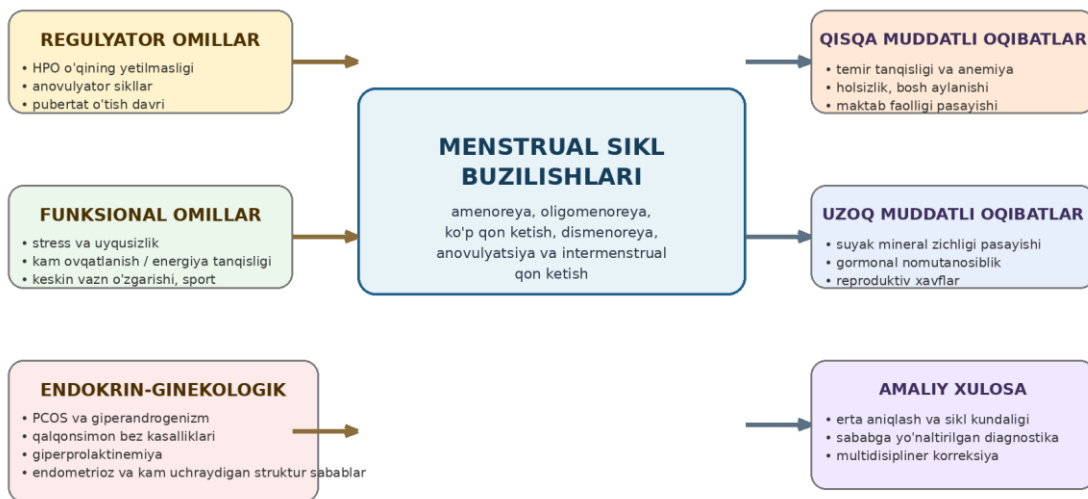 REGULYATOR OMILLAR
• HPO o'qining yetilmasligi
• anovulyator sikllar
• pubertat o'tish davri
FUNKSIONAL OMILLAR
• stress va uyqusizlik
• kam ovqatlanish / energiya tanqisligi
• keskin vazn o'zgarishi, sport
ENDOKRIN-GINEKOLOGIK
• PCOS va giperandrogenizm
• qalqonsimon bez kasalliklari
• giperprolaktinemiya
• endometrioz va kam uchraydigan struktur sabablar
MENSTRUAL SIKL
BUZILISHLARI
amenoreya, oligomenoreya,
ko'p qon ketish, dismenoreya,
anovulyatsiya va intermenstrual
qon ketish
QISQA MUDDATLI OQIBATLAR
• temir tanqisligi va anemiya
• holsizlik, bosh aylanishi
• maktab faolligi pasayishi
UZOQ MUDDATLI OQIBATLAR
• suyak mineral zichligi pasayishi
• gormonal nomutanosiblik
• reproduktiv xavflar
AMALIY XULOSA
• erta aniqlash va sikl kundaligi
• sababga yo'naltirilgan diagnostika
• multidisipliner korreksiya